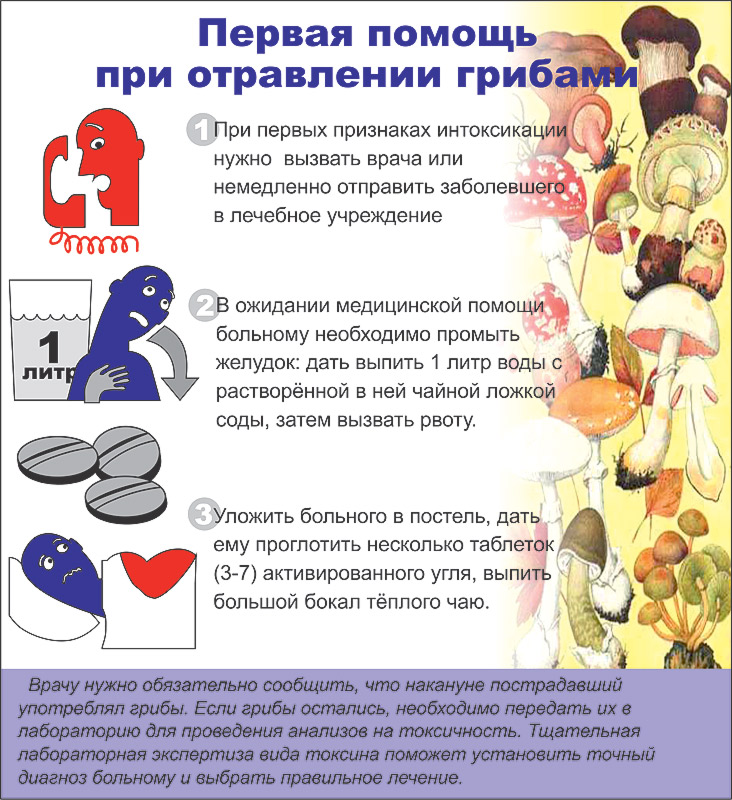 Первая помощь
при отравлении грибами
1 При первых признаках интоксикации
нужно вызвать врача или
немедленно отправить заболевшего
в лечебное учреждение
1
литр
2 В ожидании медицинской помощи
больному необходимо промыть
желудок: дать выпить 1 литр воды с
растворённой в ней чайной ложкой
соды, затем вызвать рвоту.
3 Уложить больного в постель, дать
ему проглотить несколько таблеток
(3-7) активированного угля, выпить
большой бокал тёплого чаю.
Врачу нужно обязательно сообщить, что накануне пострадавший
употреблял грибы. Если грибы остались, необходимо передать их в
лабораторию для проведения анализов на токсичность. Тщательная
лабораторная экспертиза вида токсина поможет установить точный
диагноз больному и выбрать правильное лечение.